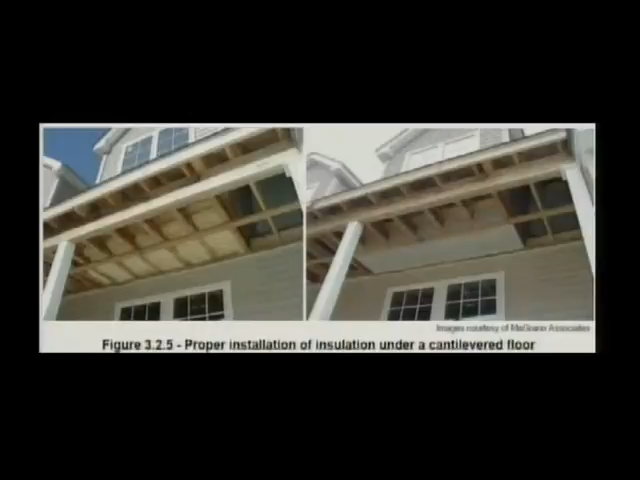 Images courtesy of MaGrann Associates
Figure 3.2.5 - Proper installation of insulation under a cantilevered floor